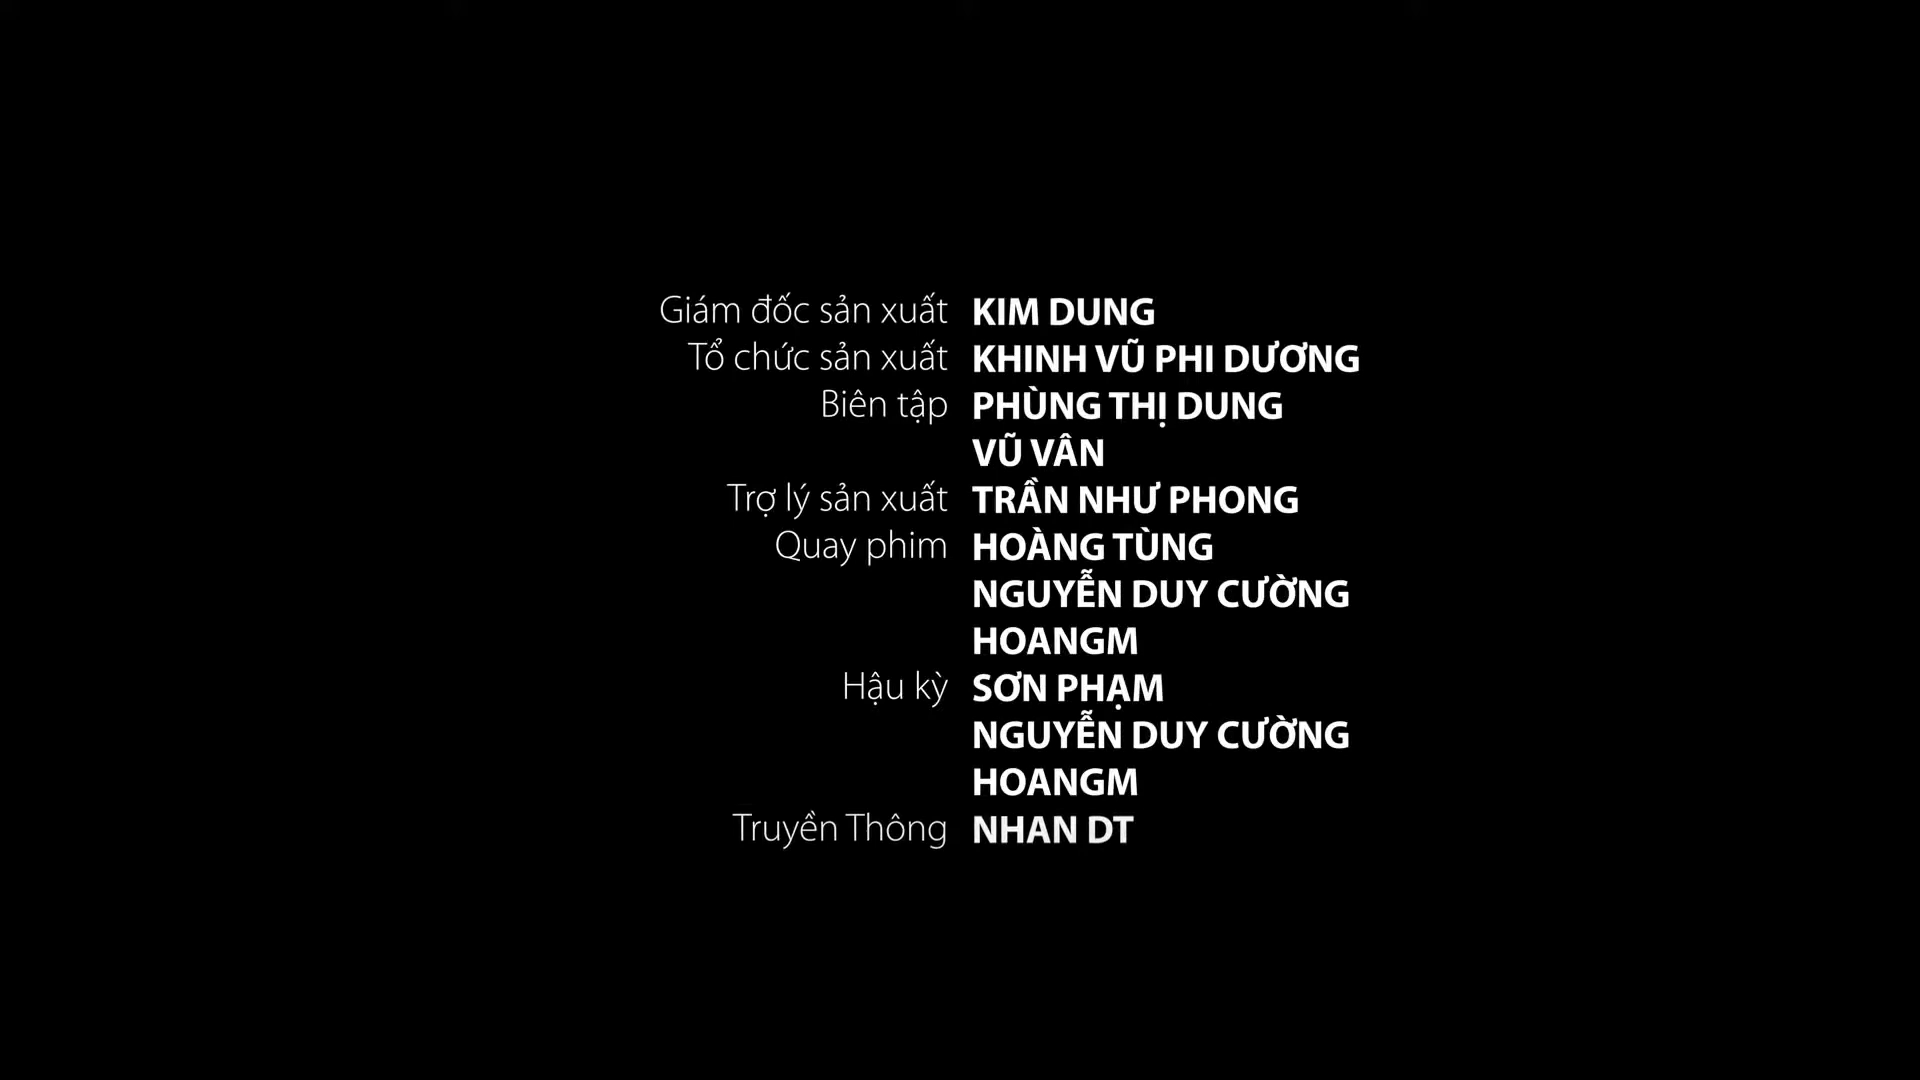 Giám đốc sản xuất KIM DUNG
Tổ chức sản xuất KHINH VŨ PHI DƯƠNG
Biên tập PHÙNG THỊ DUNG
VŨ VÂN
Trợ lý sản xuất TRẦN NHƯ PHONG
Quay phim HOÀNG TÙNG
NGUYỄN DUY CƯỜNG
HOANGM
Hậu kỳ SƠN PHẠM
NGUYỄN DUY CƯỜNG
HOANGM
Truyền Thông NHAN DT